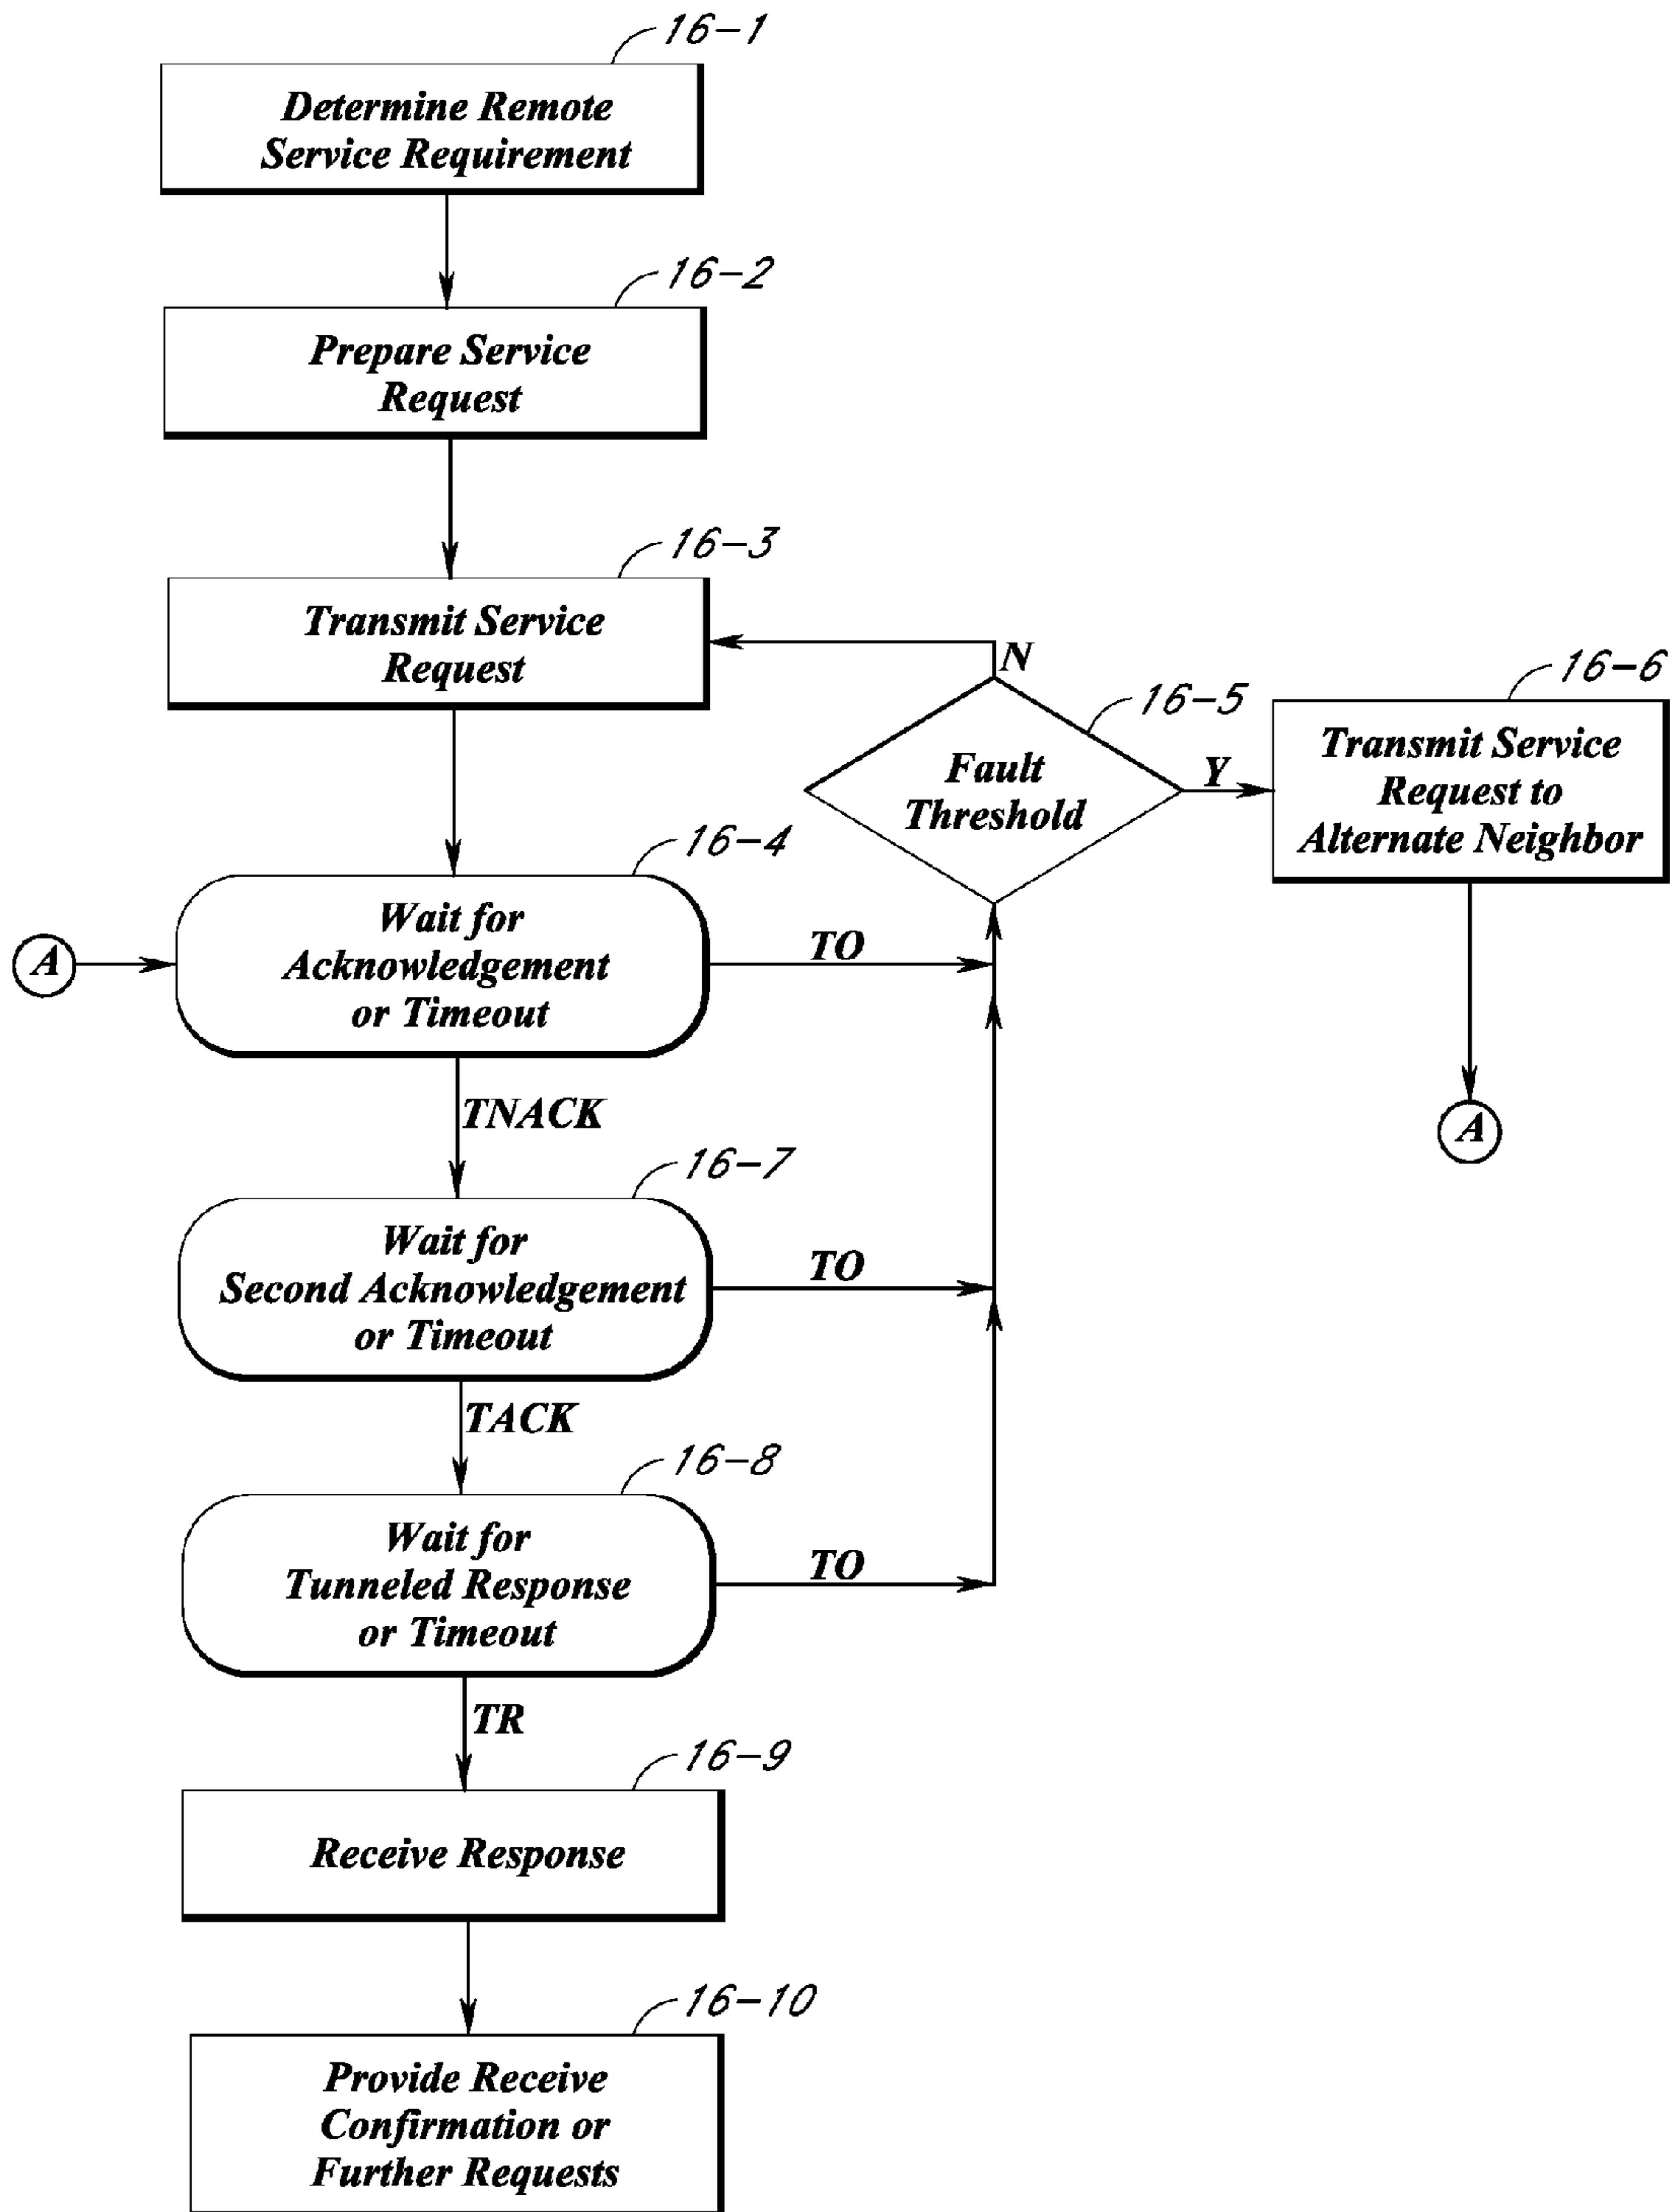 16-1
Determine Remote
Service Requirement
16-2
Prepare Service
Request
16-3
Transmit Service
Request
N
16-5
Fault
Threshold
Y
16-6
Transmit Service
Request to
Alternate Neighbor
A
16-4
Wait for
Acknowledgement
or Timeout
A
TO
TNACK
16-7
Wait for
Second Acknowledgement
or Timeout
TO
TACK
16-8
Wait for
Tunneled Response
or Timeout
TO
TR
16-9
Receive Response
16-10
Provide Receive
Confirmation or
Further Requests